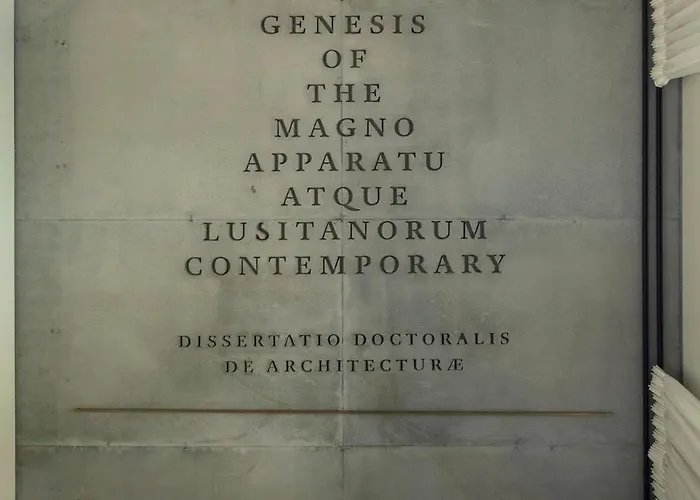 GENESIS
OF
THE
MAGNO
APPARATU
ATQUE
LUSITANORUM
CONTEMPORARY
DISSERTATIO DOCTORALIS
DE ARCHITECTURÆ